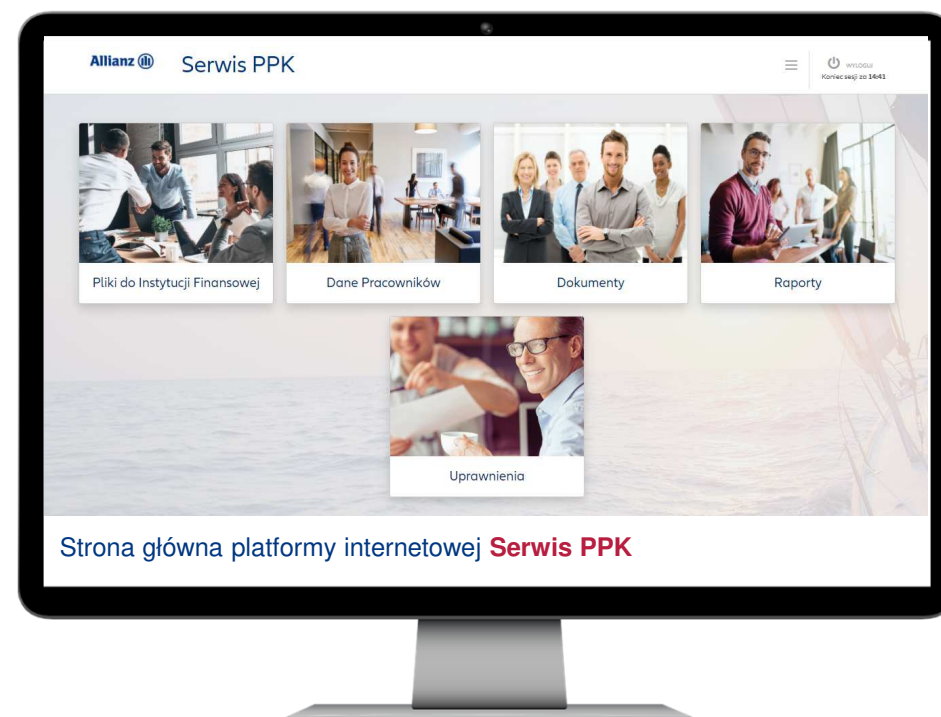 Allianz
Serwis PPK
WYLOGUJ
Koniec sesji za 14:41
Pliki do Instytucji Finansowej
Dane Pracowników
Dokumenty
Raporty
Uprawnienia
Strona główna platformy internetowej Serwis PPK